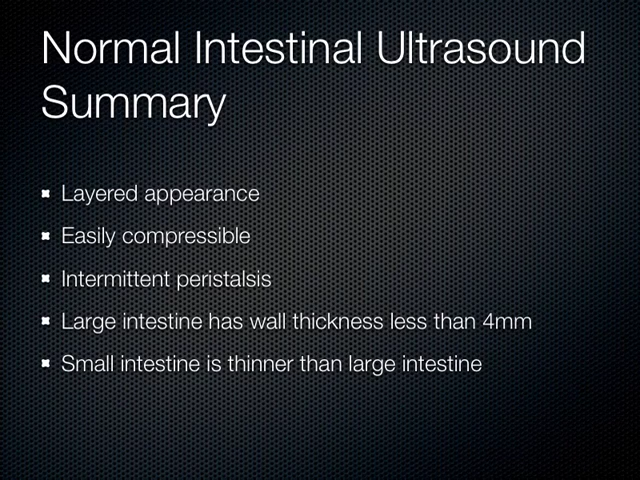 Normal Intestinal Ultrasound
Summary
Layered appearance
Easily compressible
Intermittent peristalsis
Large intestine has wall thickness less than 4mm
Small intestine is thinner than large intestine